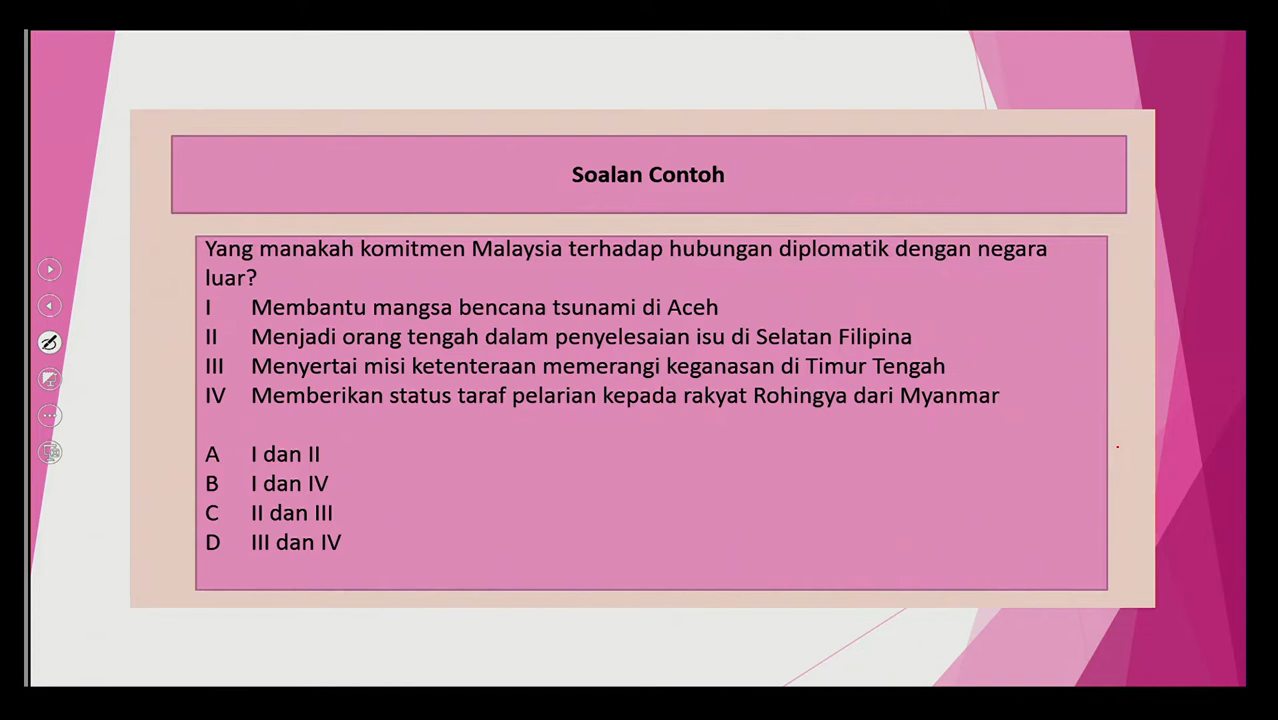 Soalan Contoh
Yang manakah komitmen Malaysia terhadap hubungan diplomatik dengan negara
luar?
I Membantu mangsa bencana tsunami di Aceh
II Menjadi orang tengah dalam penyelesaian isu di Selatan Filipina
III Menyertai misi ketenteraan memerangi keganasan di Timur Tengah
IV Memberikan status taraf pelarian kepada rakyat Rohingya dari Myanmar
A I dan II
B I dan IV
C II dan III
D III dan IV